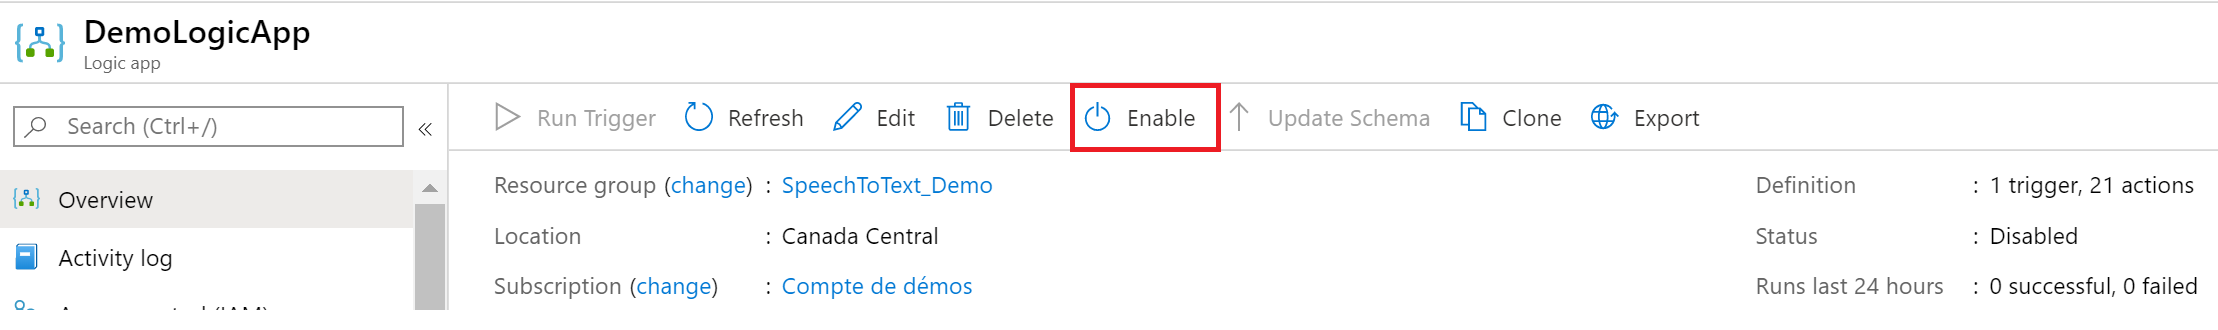 DemoLogicApp
Logic app
Search (Ctrl+/)
«
Run Trigger Refresh Edit Delete Enable Update Schema Clone Export
Overview
Activity log
Resource group (change) : SpeechToText_Demo
Location : Canada Central
Subscription (change) : Compte de démos
Definition : 1 trigger, 21 actions
Status : Disabled
Runs last 24 hours : 0 successful, 0 failed